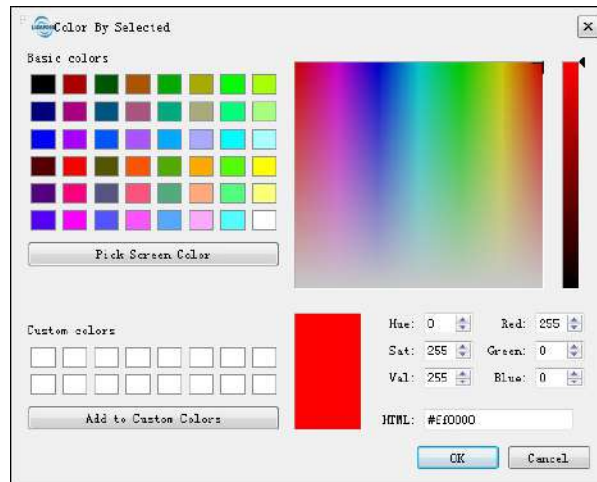 Color By Selected
Basic colors
Pick Screen Color
Custom colors
Add to Custom Colors
Hue: 0 Red: 255
Sat: 255 Green: 0
Val: 255 Blue: 0
HTML: #ff0000
OK Cancel